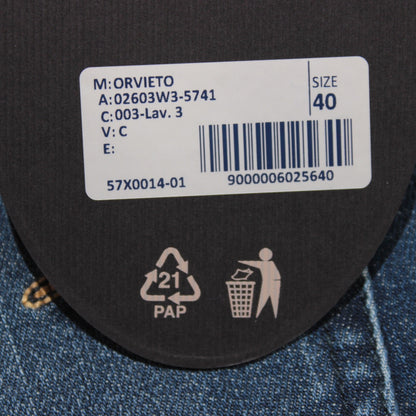 M: ORVIETO
A: 02603W3-5741
C: 003-Lav. 3
V: C
E:
SIZE
40
57X0014-01
9000006025640
21
PAP